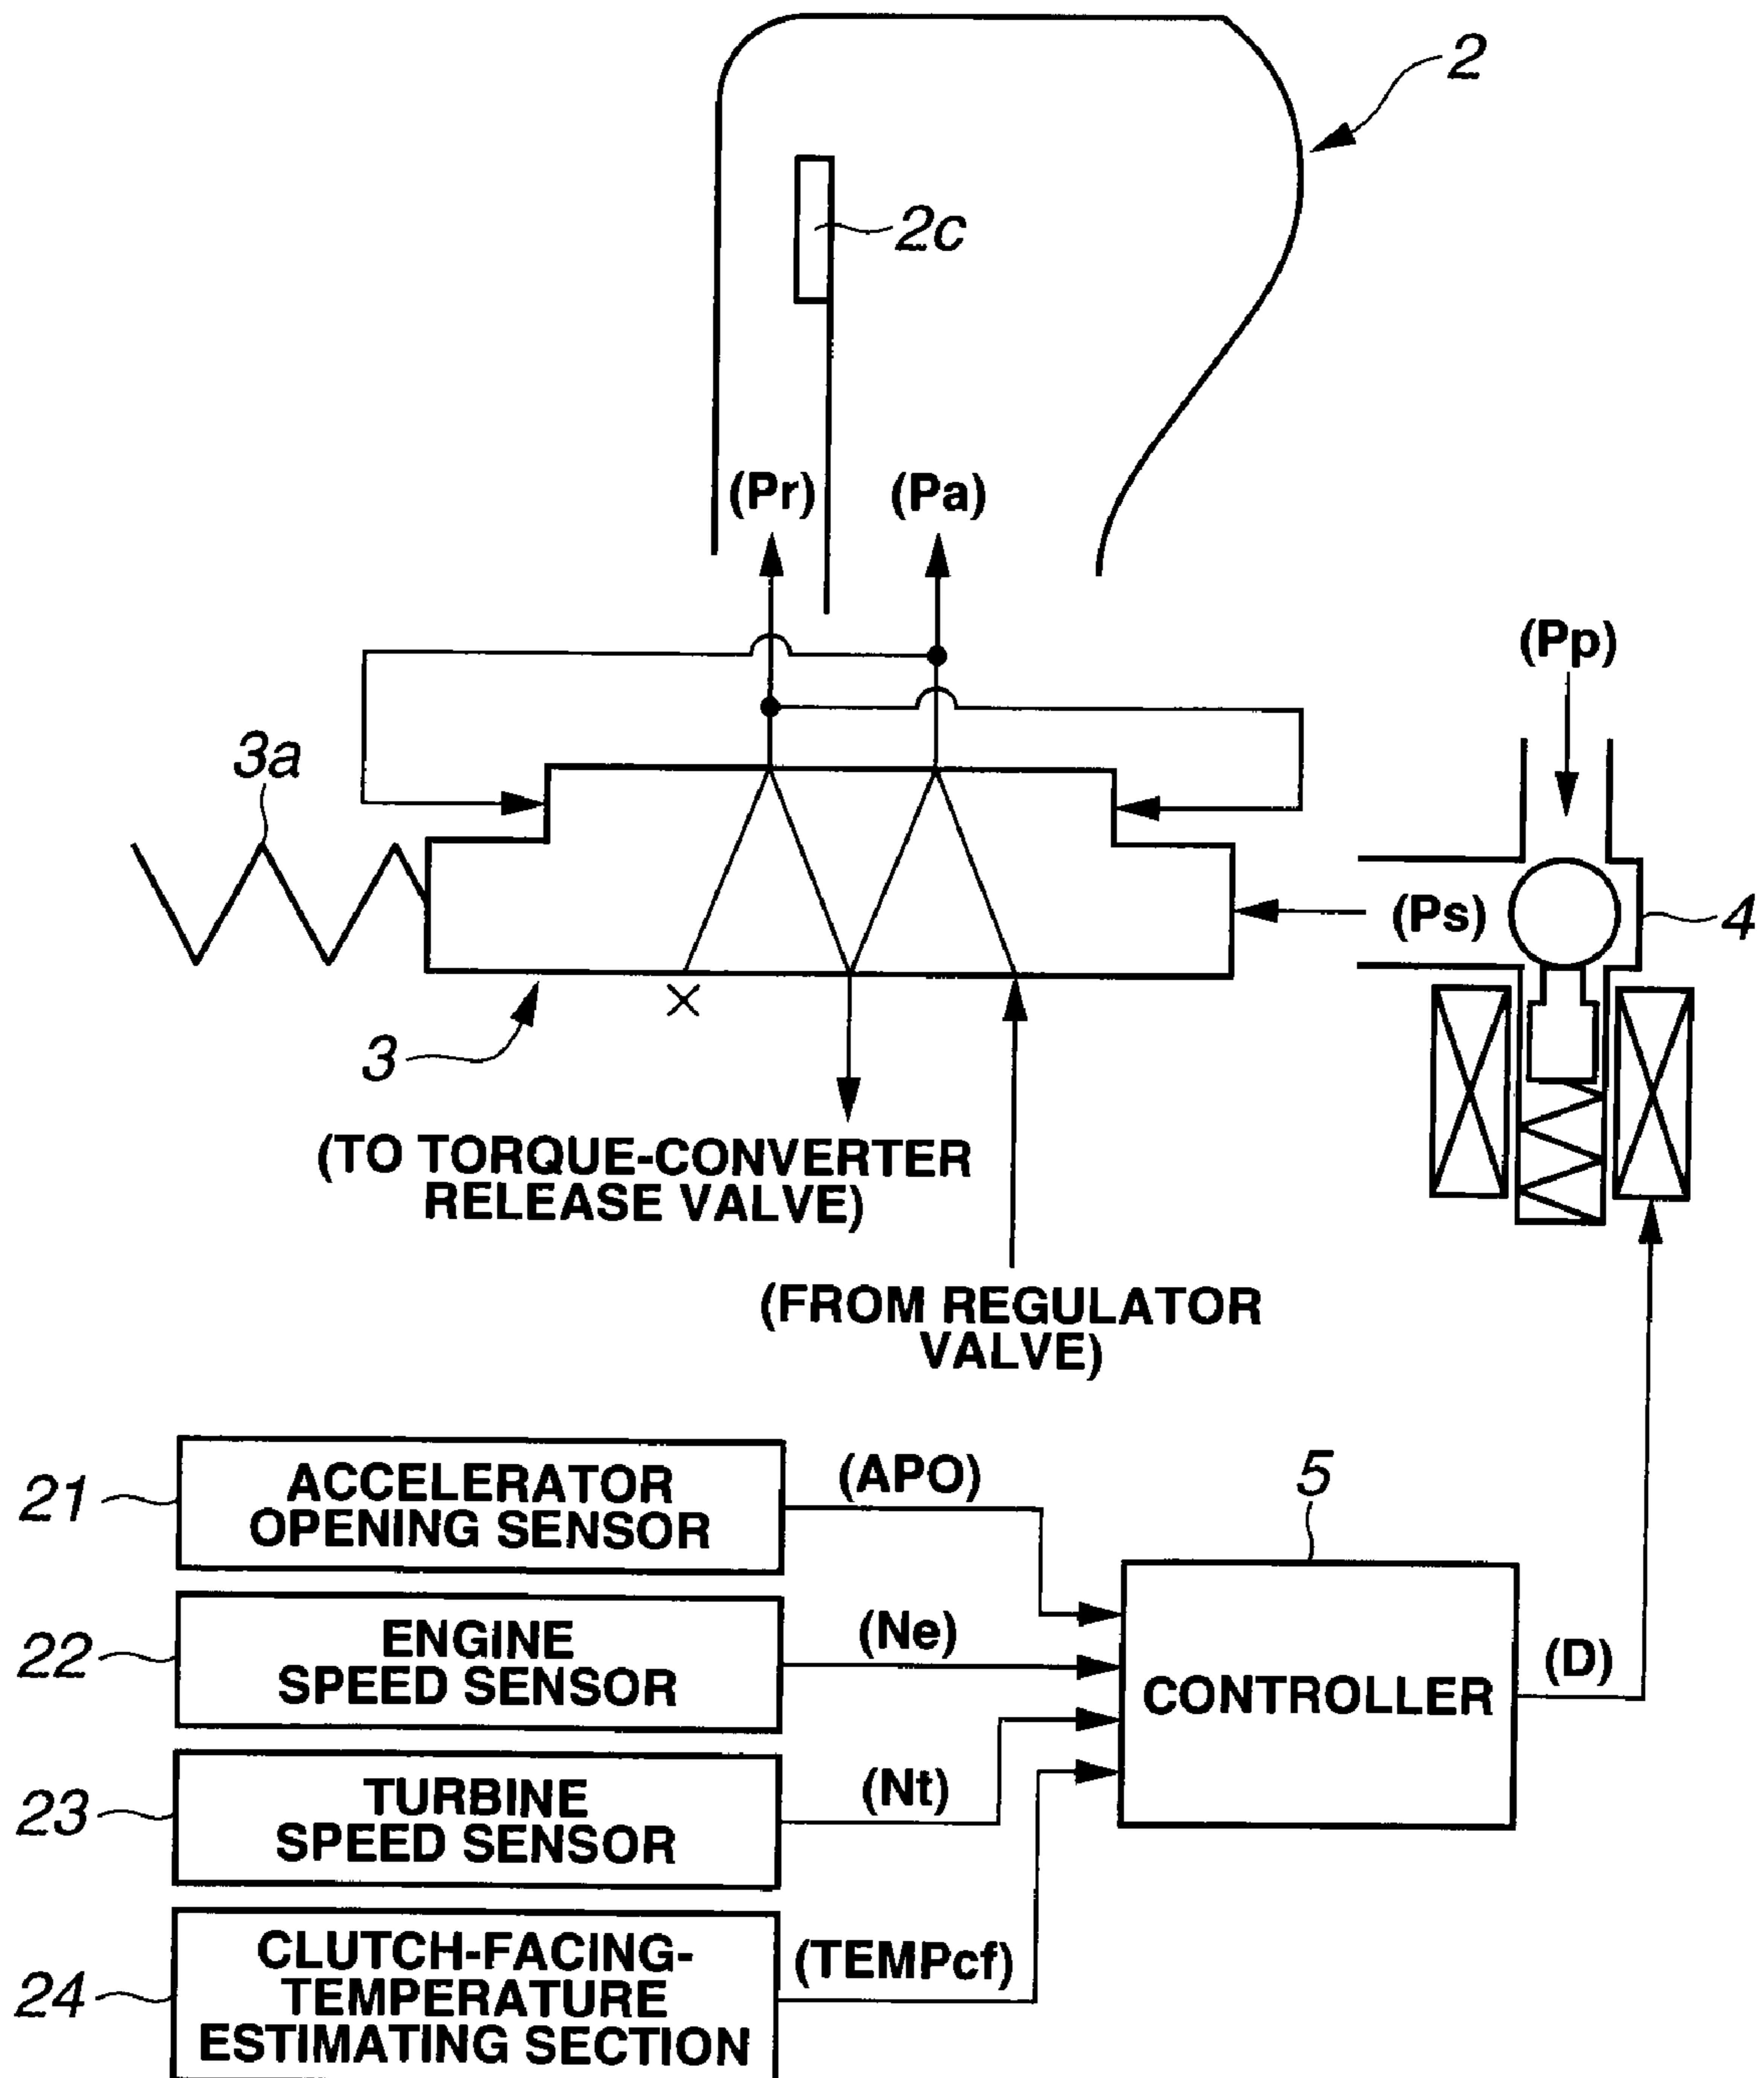 2
2c
(Pr)
(Pa)
(Pp)
3a
(Ps)
4
3
(TO TORQUE-CONVERTER
RELEASE VALVE)
(FROM REGULATOR
VALVE)
21
ACCELERATOR
OPENING SENSOR
(APO)
5
22
ENGINE
SPEED SENSOR
(Ne)
CONTROLLER
(D)
23
TURBINE
SPEED SENSOR
(Nt)
24
CLUTCH-FACING-
TEMPERATURE
ESTIMATING SECTION
(TEMPcf)